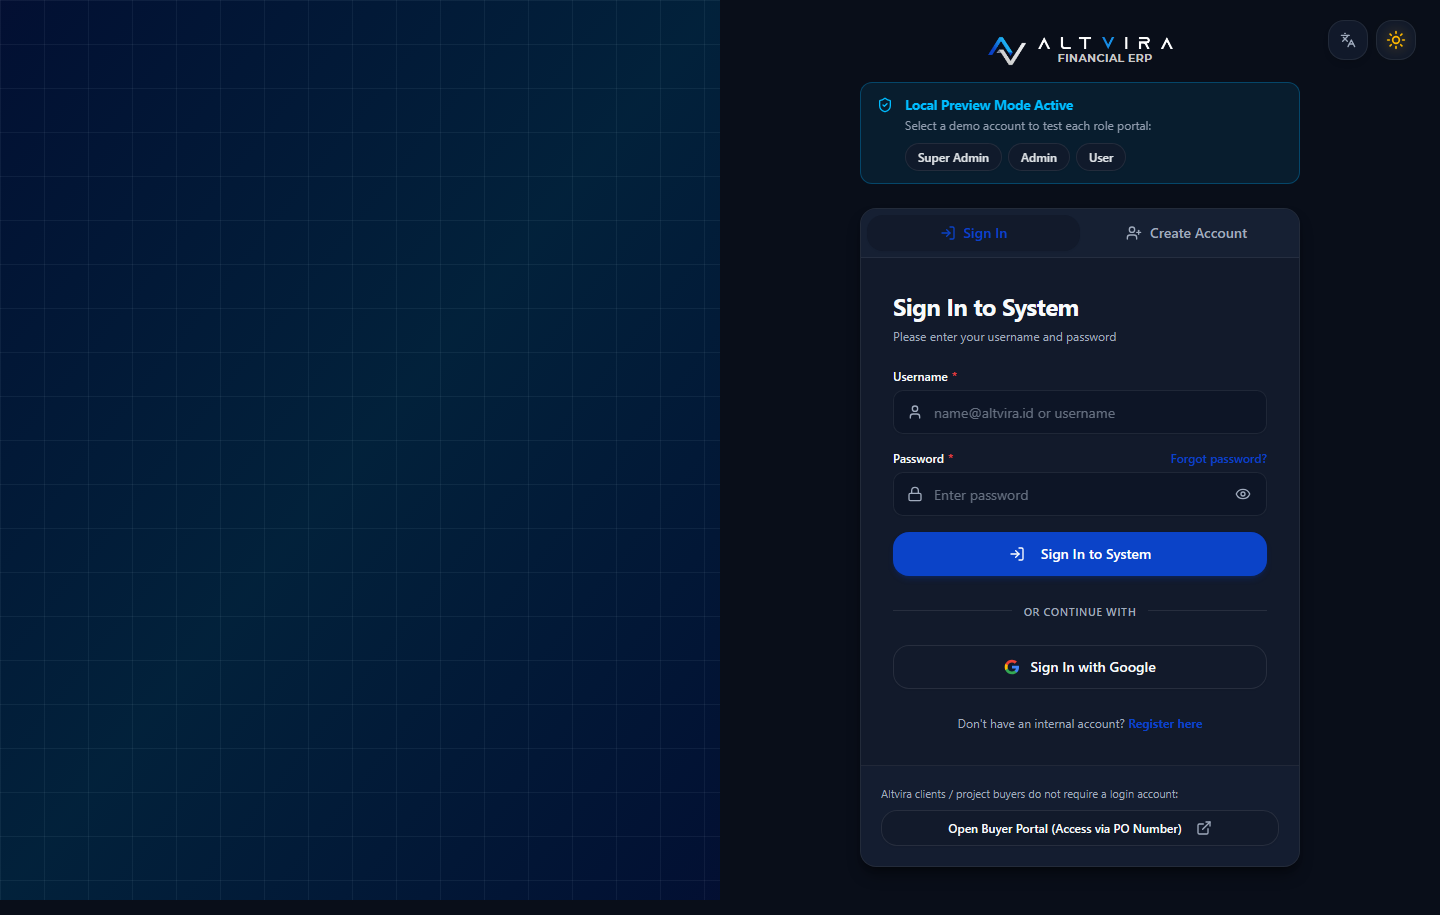 ALTVIRA
FINANCIAL ERP
Local Preview Mode Active
Select a demo account to test each role portal:
Super Admin
Admin
User
Sign In
Create Account
Sign In to System
Please enter your username and password
Username *
name@altvira.id or username
Password *
Forgot password?
Enter password
Sign In to System
OR CONTINUE WITH
Sign In with Google
Don't have an internal account? Register here
Altvira clients / project buyers do not require a login account:
Open Buyer Portal (Access via PO Number)